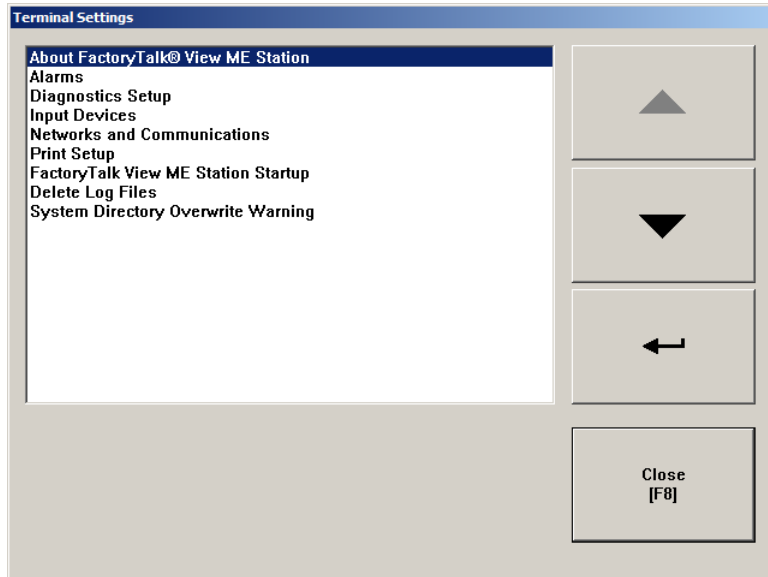 Terminal Settings
About FactoryTalk® View ME Station
Alarms
Diagnostics Setup
Input Devices
Networks and Communications
Print Setup
FactoryTalk View ME Station Startup
Delete Log Files
System Directory Overwrite Warning
Close
[F8]